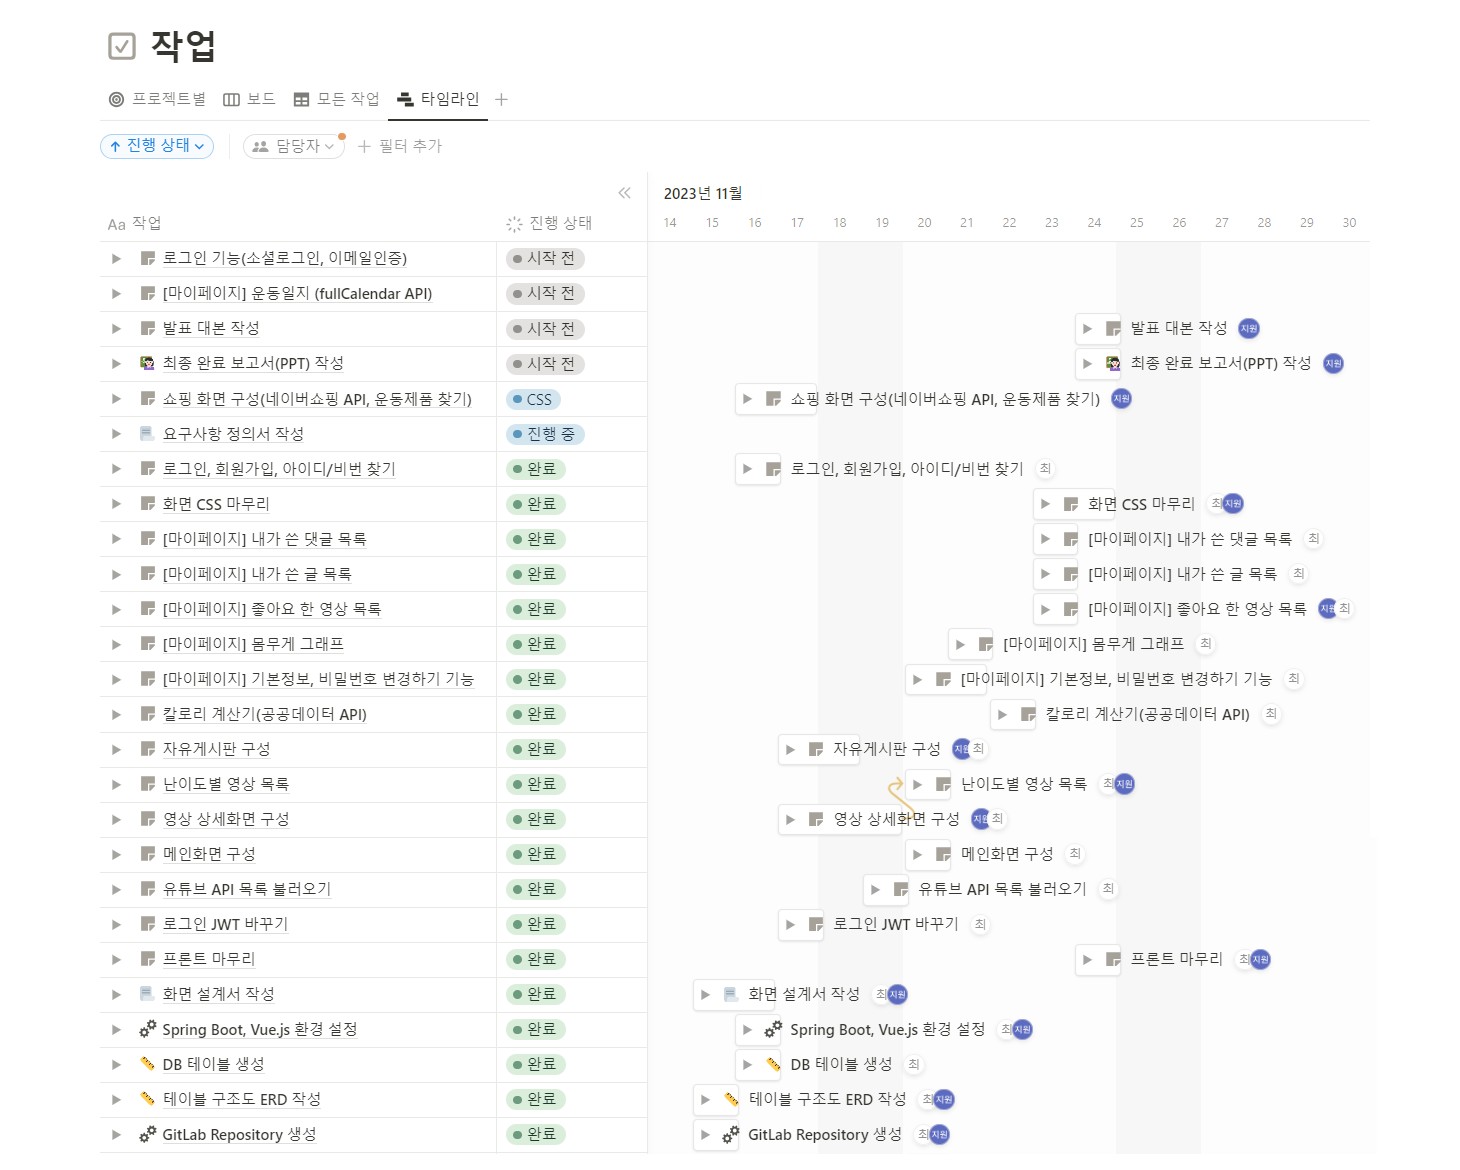 작업
프로젝트별 보드 모든 작업 타임라인
진행 상태 담당자 필터 추가
2023년 11월
Aa 작업 진행 상태 14 15 16 17 18 19 20 21 22 23 24 25 26 27 28 29 30
로그인 기능(소셜로그인, 이메일인증) 시작 전
[마이페이지] 운동일지 (fullCalendar API) 시작 전
발표 대본 작성 시작 전 발표 대본 작성 지원
최종 완료 보고서(PPT) 작성 시작 전 최종 완료 보고서(PPT) 작성 지원
쇼핑 화면 구성(네이버쇼핑 API, 운동제품 찾기) CSS 쇼핑 화면 구성(네이버쇼핑 API, 운동제품 찾기) 지원
요구사항 정의서 작성 진행 중
로그인, 회원가입, 아이디/비번 찾기 완료 로그인, 회원가입, 아이디/비번 찾기 최
화면 CSS 마무리 완료 화면 CSS 마무리 최 지원
[마이페이지] 내가 쓴 댓글 목록 완료 [마이페이지] 내가 쓴 댓글 목록 최
[마이페이지] 내가 쓴 글 목록 완료 [마이페이지] 내가 쓴 글 목록 최
[마이페이지] 좋아요 한 영상 목록 완료 [마이페이지] 좋아요 한 영상 목록 지원 최
[마이페이지] 몸무게 그래프 완료 [마이페이지] 몸무게 그래프 최
[마이페이지] 기본정보, 비밀번호 변경하기 기능 완료 [마이페이지] 기본정보, 비밀번호 변경하기 기능 최
칼로리 계산기(공공데이터 API) 완료 칼로리 계산기(공공데이터 API) 최
자유게시판 구성 완료 자유게시판 구성 지원 최
난이도별 영상 목록 완료 난이도별 영상 목록 최 지원
영상 상세화면 구성 완료 영상 상세화면 구성 지원 최
메인화면 구성 완료 메인화면 구성 최
유튜브 API 목록 불러오기 완료 유튜브 API 목록 불러오기 최
로그인 JWT 바꾸기 완료 로그인 JWT 바꾸기 최
프론트 마무리 완료 프론트 마무리 최 지원
화면 설계서 작성 완료 화면 설계서 작성 최 지원
Spring Boot, Vue.js 환경 설정 완료 Spring Boot, Vue.js 환경 설정 최 지원
DB 테이블 생성 완료 DB 테이블 생성 최
테이블 구조도 ERD 작성 완료 테이블 구조도 ERD 작성 최 지원
GitLab Repository 생성 완료 GitLab Repository 생성 최 지원